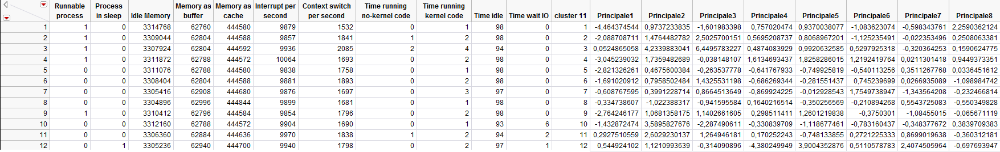 Runnable process Process in sleep Idle Memory Memory as buffer Memory as cache Interrupt per second Context switch per second Time running no-kernel code Time running kernel code Time idle Time wait IO cluster 11 Principale1 Principale2 Principale3 Principale4 Principale5 Principale6 Principale7 Principale8
1 1 0 3314768 62760 444580 9879 1532 0 1 98 0 1 -4,464374544 0,9737233835 -1,601983398 0,757020474 0,9370038077 -1,083623074 -0,598343761 2,2590362124
2 1 0 3309044 62804 444588 9857 1841 1 2 98 0 2 -2,088708711 1,4764482782 2,5025700151 0,5695208737 0,8068967201 -1,125235491 -0,022353496 0,2508063381
3 1 0 3307924 62804 444592 9936 2085 2 4 94 0 3 0,0524865058 4,2339883041 6,4495783227 0,4874083929 0,9920632585 0,5297925318 -0,320364253 0,1590624775
4 1 0 3311872 62788 444572 10064 1693 0 2 98 0 4 -3,045239032 1,7359482689 -0,038148107 1,6134693437 1,8258286015 1,2192419764 0,0211301418 0,9449373351
5 0 0 3311076 62788 444580 9838 1758 0 1 98 0 5 -2,821326261 0,4675600384 -0,263537778 -0,641767933 -0,749925819 -0,540113256 0,3511267768 0,0336451612
6 0 0 3308404 62804 444588 9881 1893 0 2 98 0 6 -1,691020912 0,7958502484 1,4325531198 -0,686269344 -0,281551437 0,745239699 0,0266935089 -1,098984742
7 0 0 3305416 62908 444680 9876 1697 0 3 97 0 7 -0,608767595 0,3991228714 0,8664513649 -0,869924225 -0,012928543 1,7549738947 -1,343564208 -0,232466814
8 0 0 3304896 62996 444844 9899 1681 0 1 98 0 8 -0,334738607 -1,022388317 -0,941595584 0,1640216514 -0,350256569 -0,210894268 0,5543725083 -0,550349828
9 1 0 3310412 62796 444584 9854 1796 0 2 98 0 9 -2,764246177 1,0681358175 1,1402661605 0,298511411 1,2601219838 -0,3750301 -1,08455015 -0,065671119
10 0 0 3312160 62788 444572 9904 1690 0 1 93 6 10 -1,432872474 3,5895827676 -2,287490611 -0,330839709 -1,118677461 -0,783160437 -0,348377672 0,3839709383
11 0 0 3306360 62884 444636 9970 1838 1 2 94 2 11 0,2927510559 2,6029230137 1,264946181 0,170252243 -0,748133855 0,2721225333 0,8699019638 -0,360312181
12 0 1 3305236 62940 444700 9940 1798 0 2 97 1 12 0,544924102 1,1210993639 -0,314090896 -4,380249949 3,9004352876 0,5110578783 2,4074505964 -0,697693947